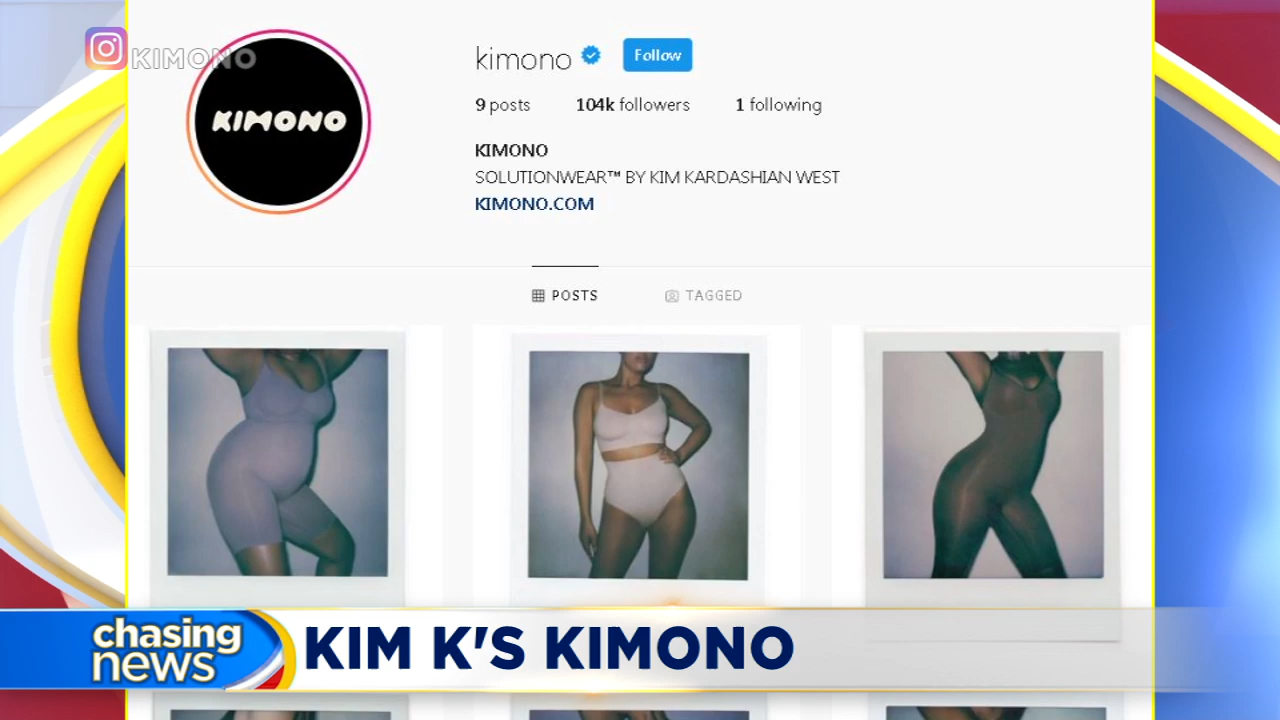 KIMONO
KIMONO
kimono Follow
9 posts 104k followers 1 following
KIMONO
SOLUTIONWEAR™ BY KIM KARDASHIAN WEST
KIMONO.COM
POSTS TAGGED
chasing
news
KIM K'S KIMONO